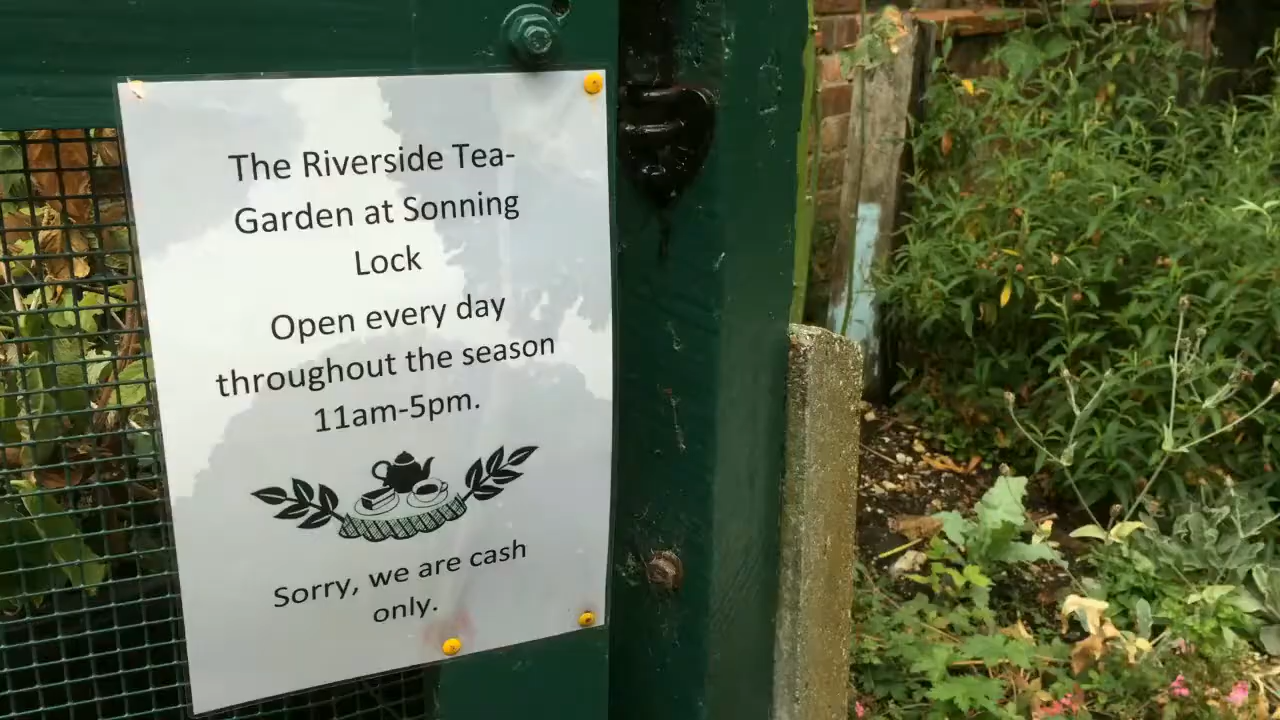 The Riverside Tea-
Garden at Sonning
Lock
Open every day
throughout the season
11am-5pm.
Sorry, we are cash
only.